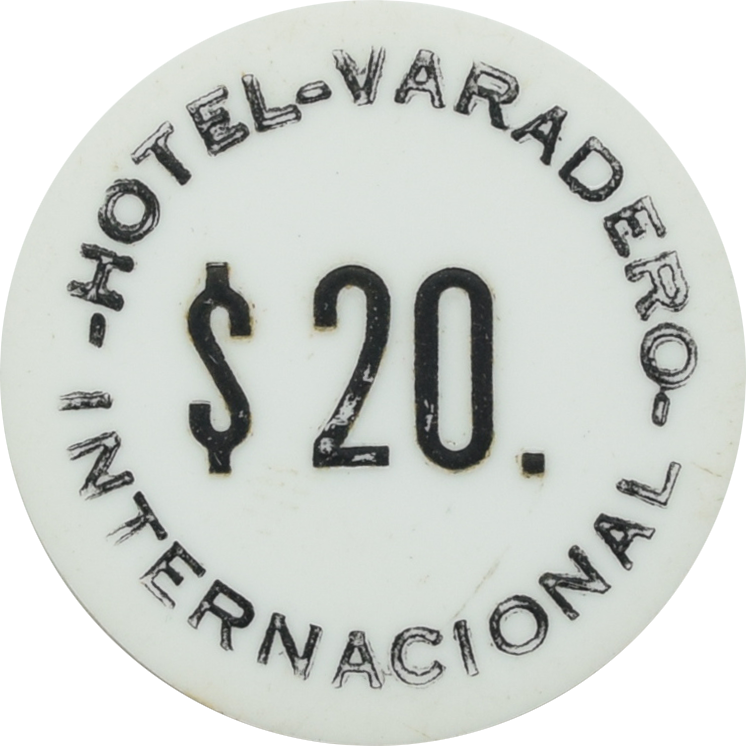 -HOTEL-VARADERO-
$20.
INTERNACIONAL